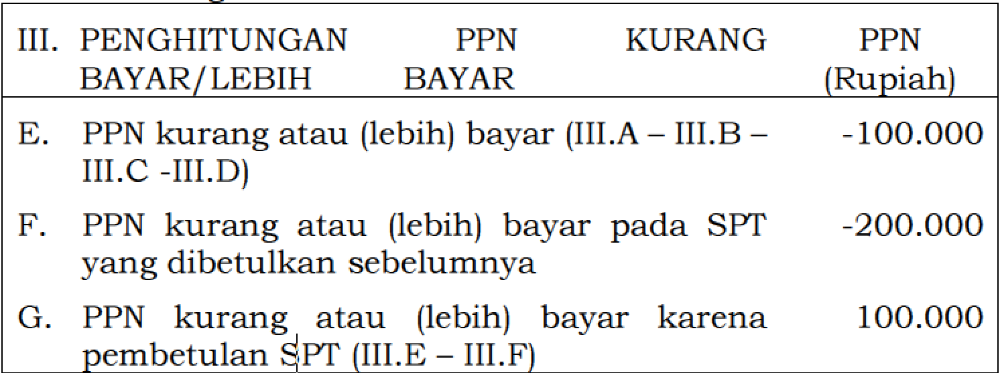 III. PENGHITUNGAN PPN KURANG PPN
BAYAR/LEBIH BAYAR (Rupiah)
E. PPN kurang atau (lebih) bayar (III.A – III.B – -100.000
III.C -III.D)
F. PPN kurang atau (lebih) bayar pada SPT -200.000
yang dibetulkan sebelumnya
G. PPN kurang atau (lebih) bayar karena 100.000
pembetulan SPT (III.E – III.F)